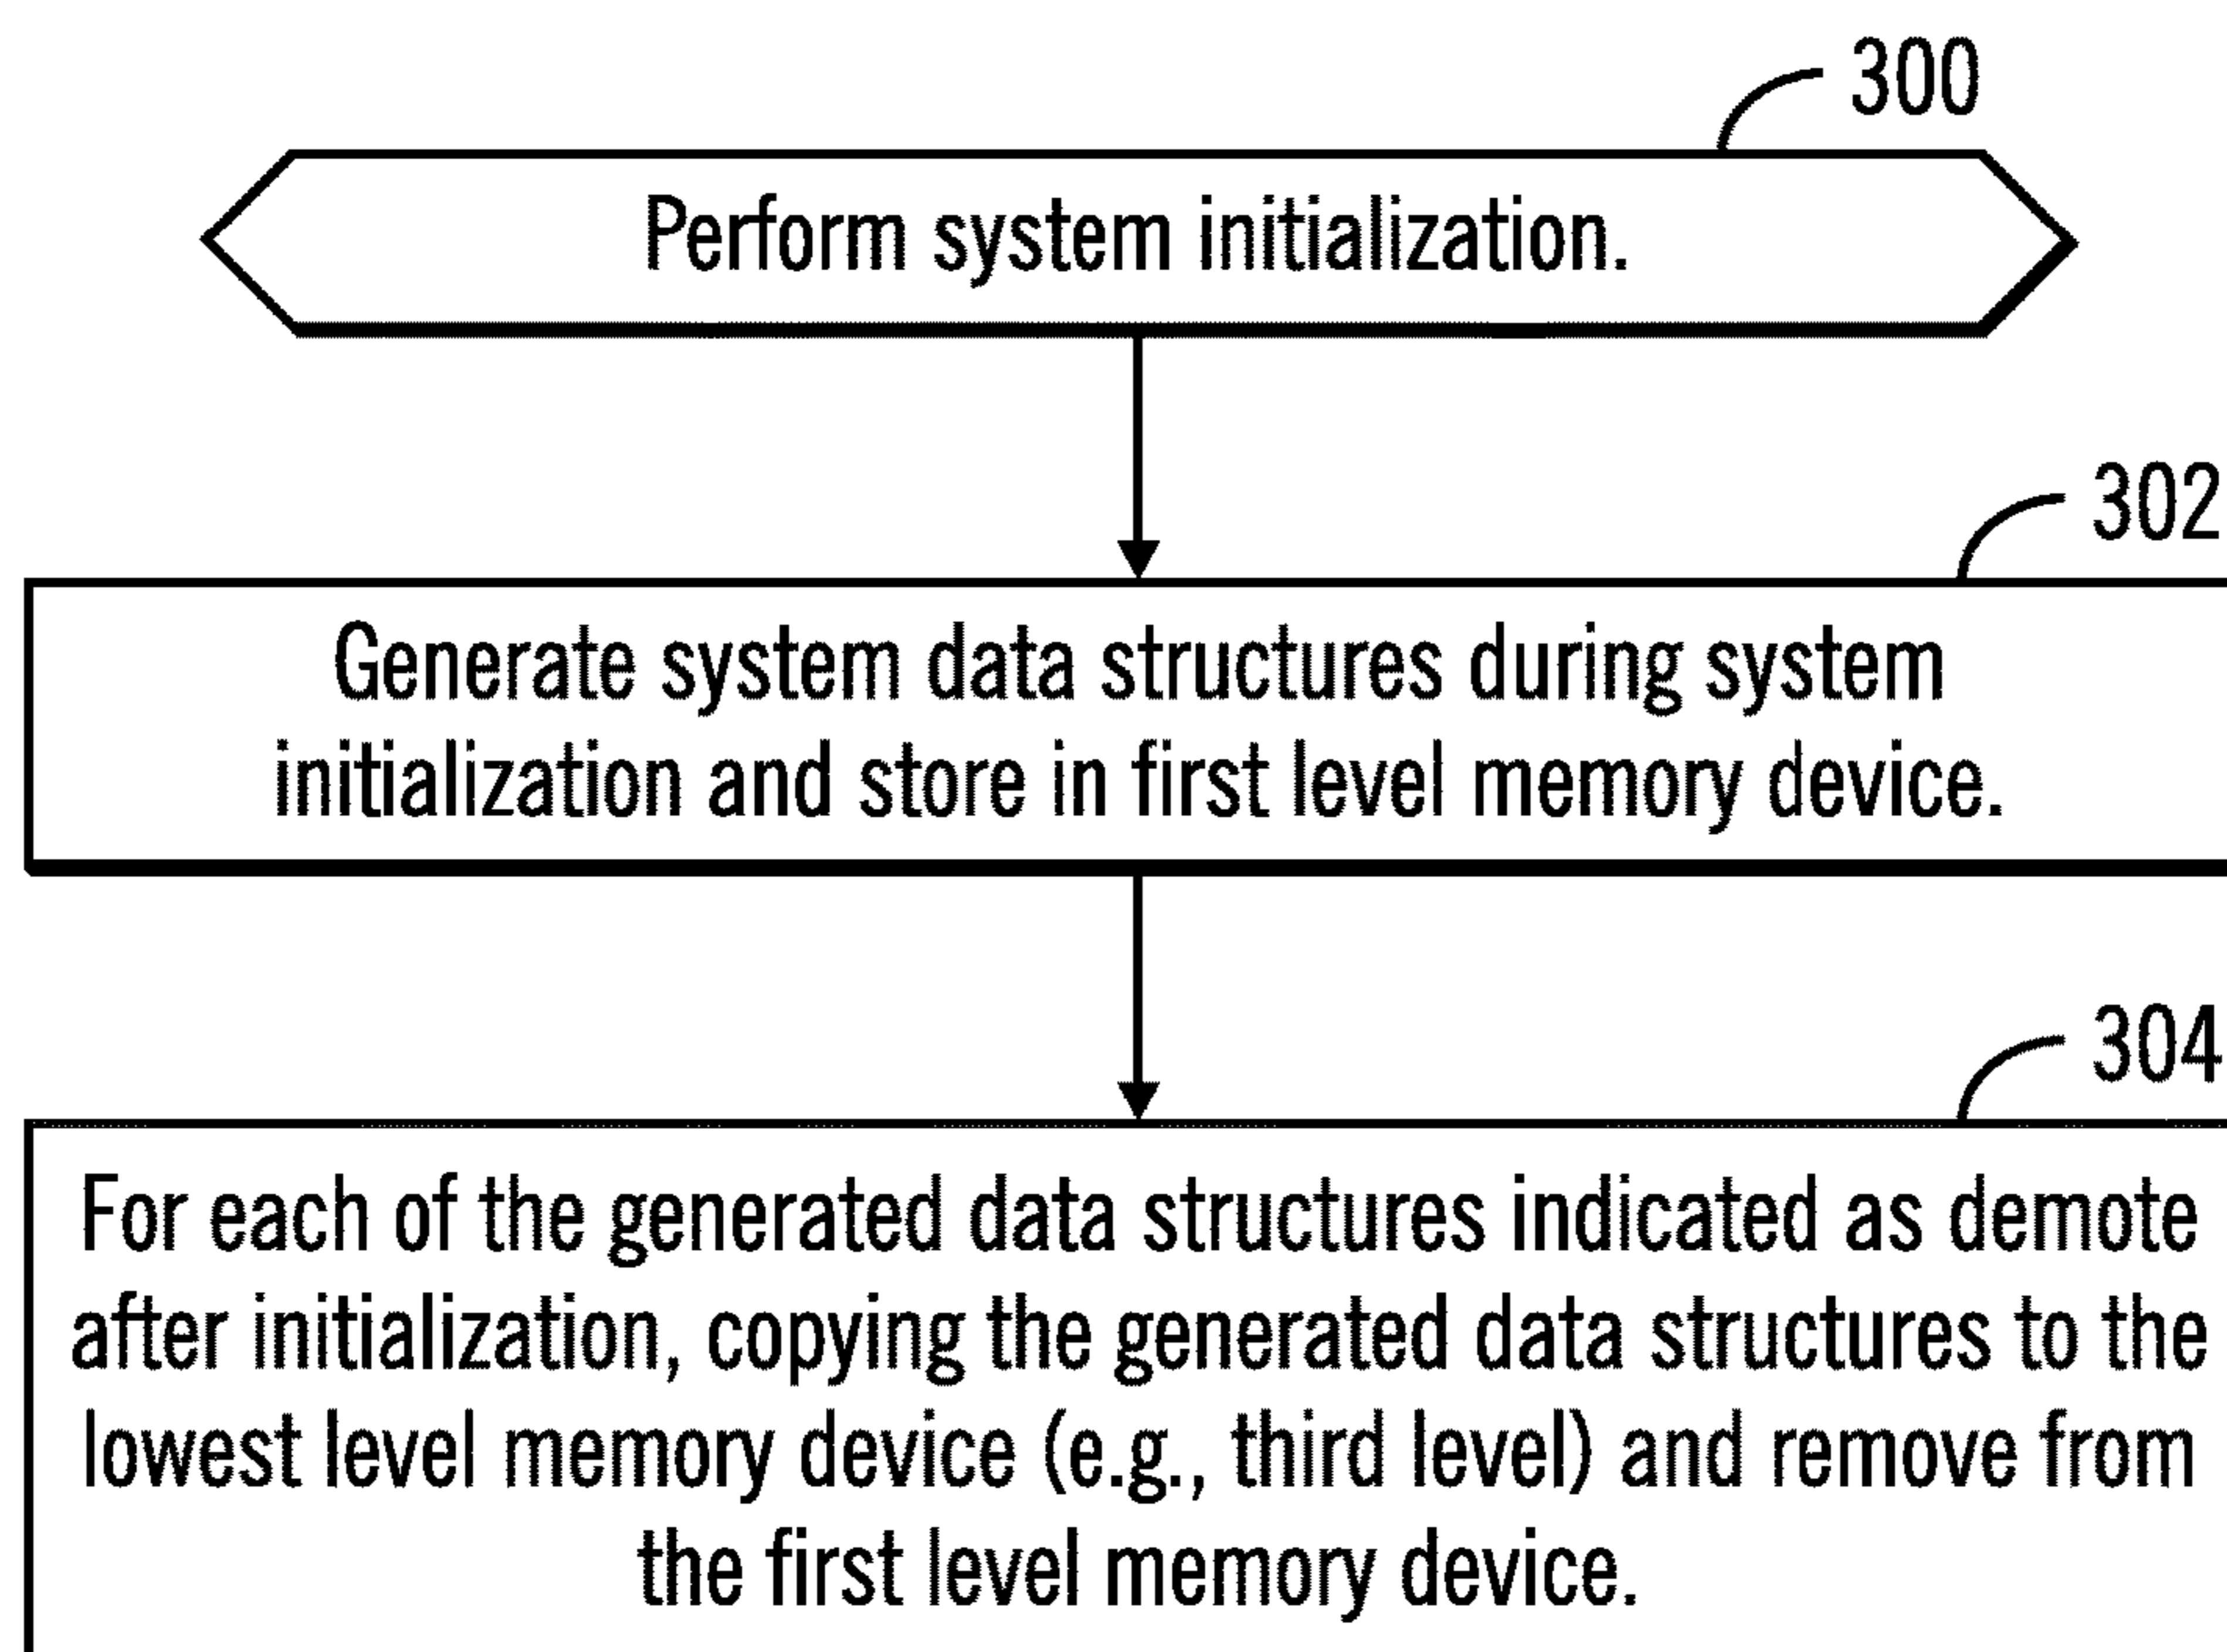 300
Perform system initialization.
302
Generate system data structures during system
initialization and store in first level memory device.
304
For each of the generated data structures indicated as demote
after initialization, copying the generated data structures to the
lowest level memory device (e.g., third level) and remove from
the first level memory device.